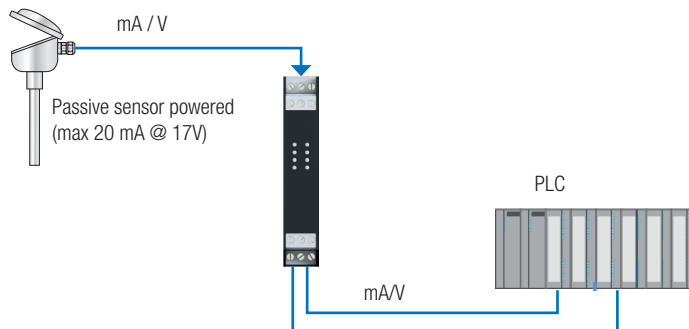 mA / V
Passive sensor powered
(max 20 mA @ 17V)
PLC
mA/V